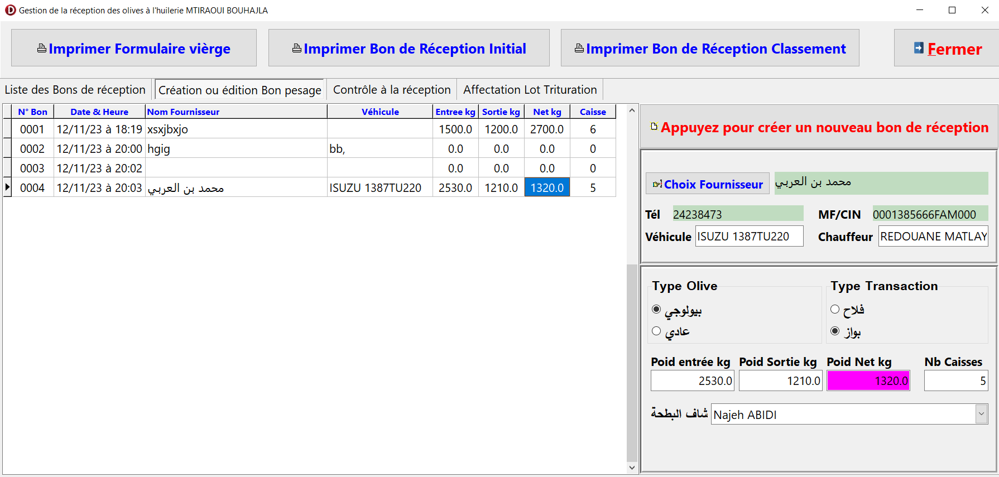 Gestion de la réception des olives à l'huilerie MTIRAOUI BOUHAJLA
Imprimer Formulaire vièrge
Imprimer Bon de Réception Initial
Imprimer Bon de Réception Classement
Fermer
Liste des Bons de réception
Création ou édition Bon pesage
Contrôle à la réception
Affectation Lot Trituration
N° Bon Date & Heure Nom Fournisseur Véhicule Entree kg Sortie kg Net kg Caisse
0001 12/11/23 à 18:19 xsxjbxjo 1500.0 1200.0 2700.0 6
0002 12/11/23 à 20:00 hgig bb, 0.0 0.0 0.0 0
0003 12/11/23 à 20:02 0.0 0.0 0.0 0
0004 12/11/23 à 20:03 محمد بن العربي ISUZU 1387TU220 2530.0 1210.0 1320.0 5
Appuyez pour créer un nouveau bon de réception
Choix Fournisseur محمد بن العربي
Tél 24238473 MF/CIN 0001385666FAM000
Véhicule ISUZU 1387TU220 Chauffeur REDOUANE MATLAY
Type Olive
بيولوجي
عادي
Type Transaction
فلاح
بواز
Poid entrée kg Poid Sortie kg Poid Net kg Nb Caisses
2530.0 1210.0 1320.0 5
شاف البطحة Najeh ABIDI